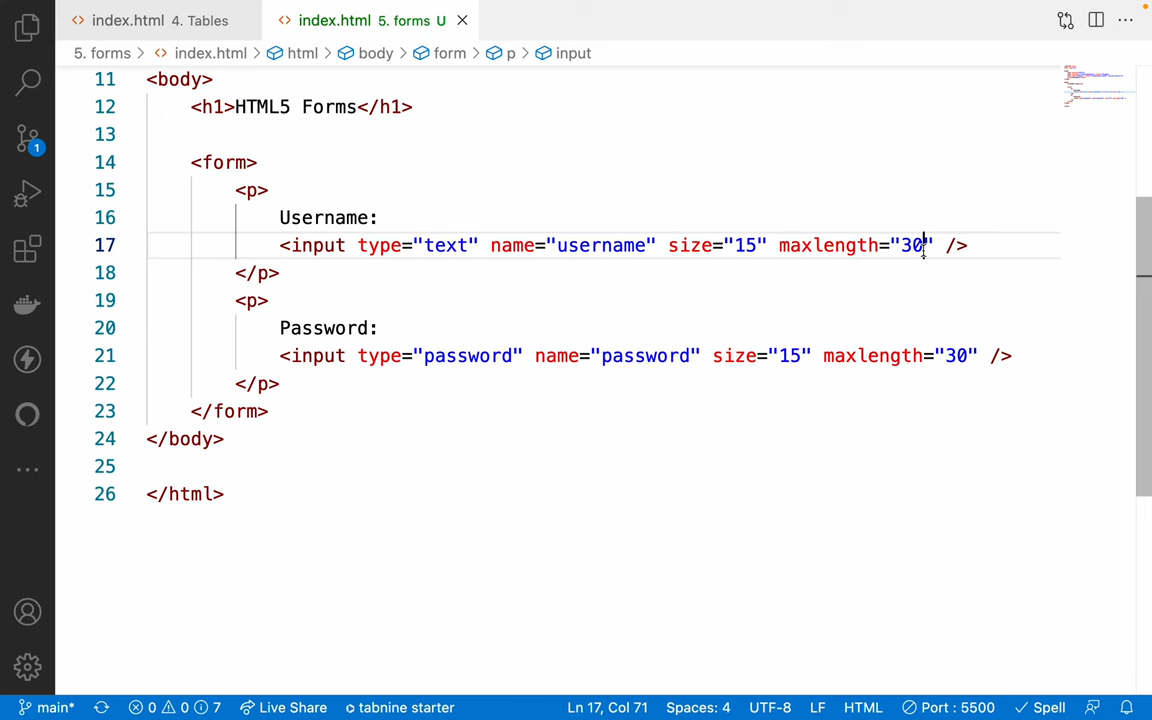 index.html 4. Tables
index.html 5. forms U
5. forms > index.html > html > body > form > p > input
11 <body>
12 <h1>HTML5 Forms</h1>
13
14 <form>
15 <p>
16 Username:
17 <input type="text" name="username" size="15" maxlength="30" />
18 </p>
19 <p>
20 Password:
21 <input type="password" name="password" size="15" maxlength="30" />
22 </p>
23 </form>
24 </body>
25
26 </html>
1
main* 0 0 7 Live Share tabnine starter Ln 17, Col 71 Spaces: 4 UTF-8 LF HTML Port : 5500 Spell